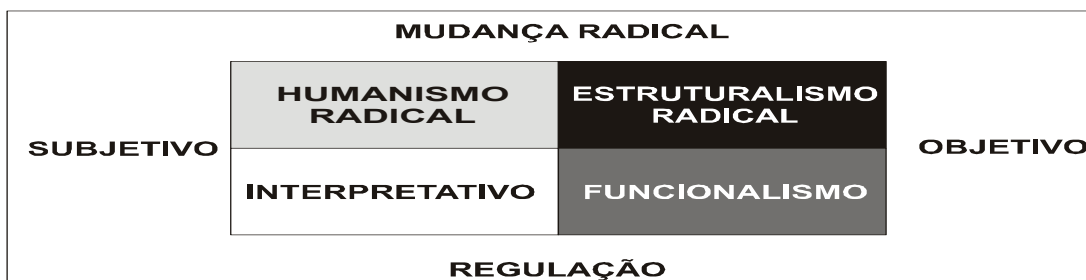 MUDANÇA RADICAL
HUMANISMO
RADICAL
ESTRUTURALISMO
RADICAL
SUBJETIVO
OBJETIVO
INTERPRETATIVO
FUNCIONALISMO
REGULAÇÃO